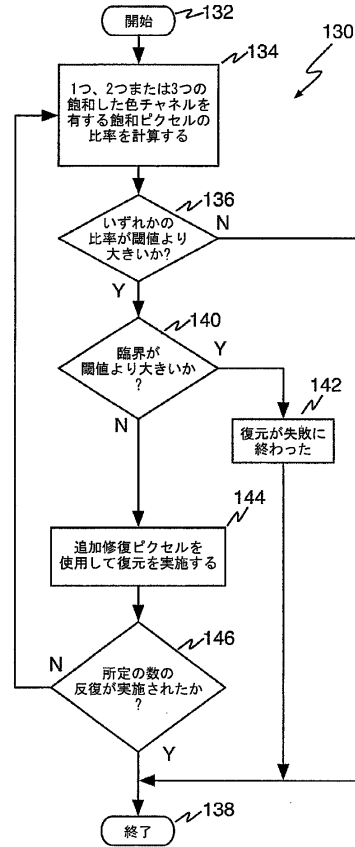 開始
132
130
134
1つ、2つまたは3つの
飽和した色チャネルを
有する飽和ピクセルの
比率を計算する
136
いずれかの
比率が閾値より
大きいか?
N
Y
140
臨界が
閾値より大きいか
?
Y
N
142
復元が失敗に
終わった
144
追加修復ピクセルを
使用して復元を実施する
146
所定の数の
反復が実施されたか
?
N
Y
138
終了